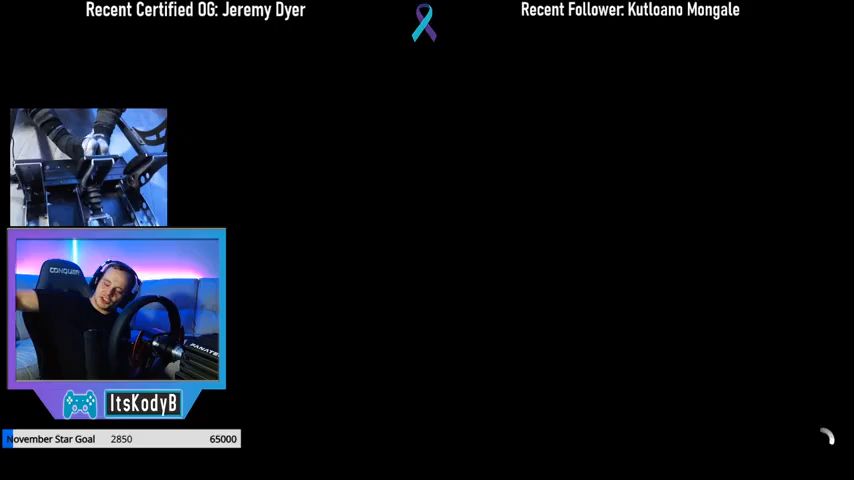 Recent Certified OG: Jeremy Dyer
Recent Follower: Kutloano Mongale
CONQUER
FANATEC
ItsKodyB
November Star Goal 2850 65000